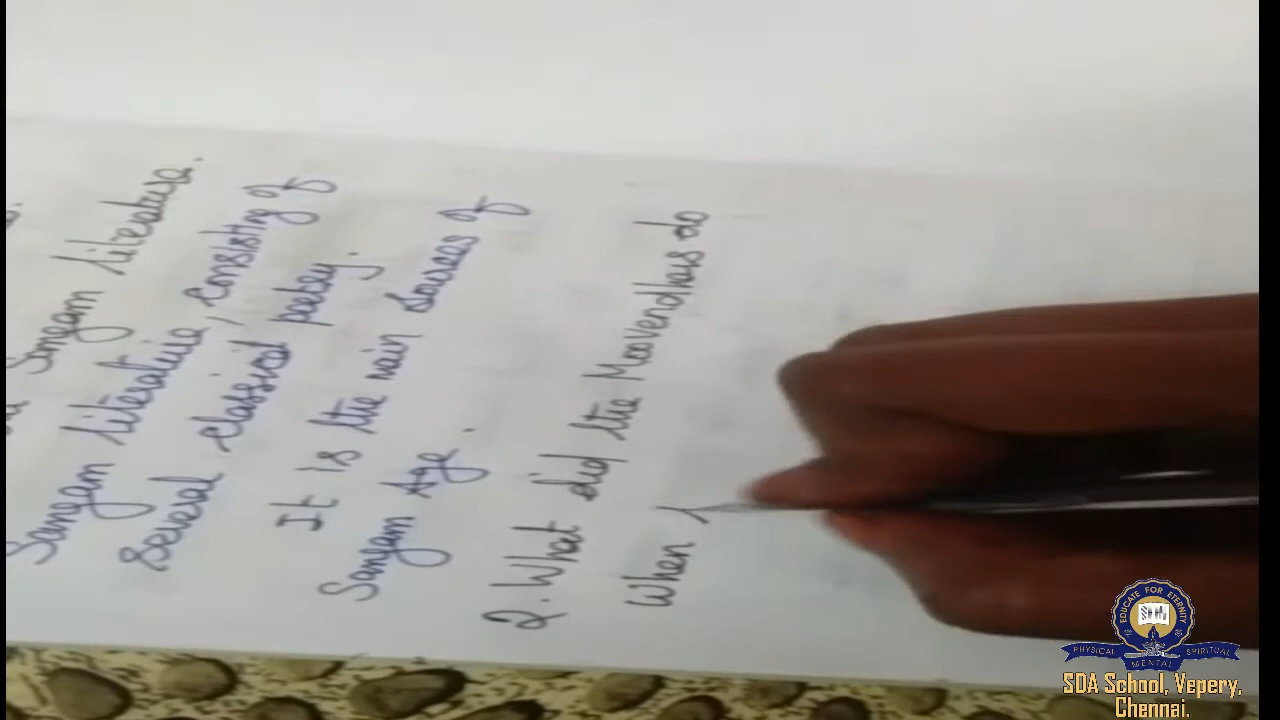 Sangam literature.
Sangam literature, consisting of
several classical poetry.
It is the main sources of
Sangam Age.
2. What did the Moovendhars do
when
EDUCATE FOR ETERNITY
PHYSICAL MENTAL SPIRITUAL
SDA School, Vepery,
Chennai.